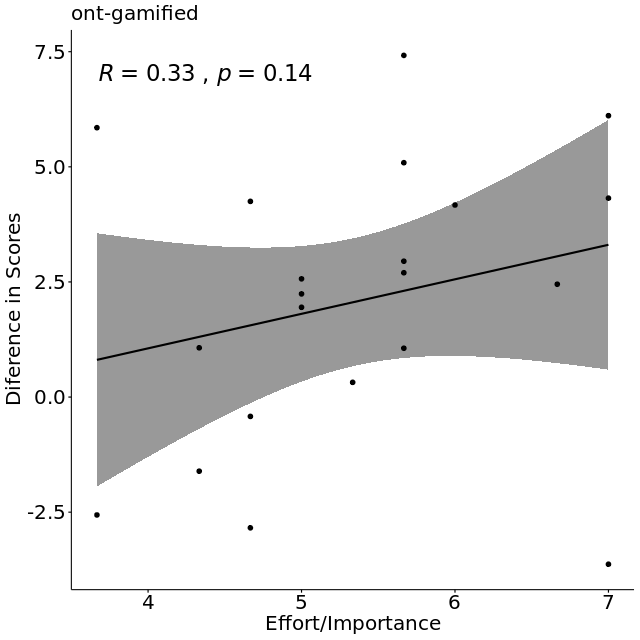 ont-gamified
R = 0.33 , p = 0.14
7.5
5.0
2.5
0.0
-2.5
Diference in Scores
4 5 6 7
Effort/Importance